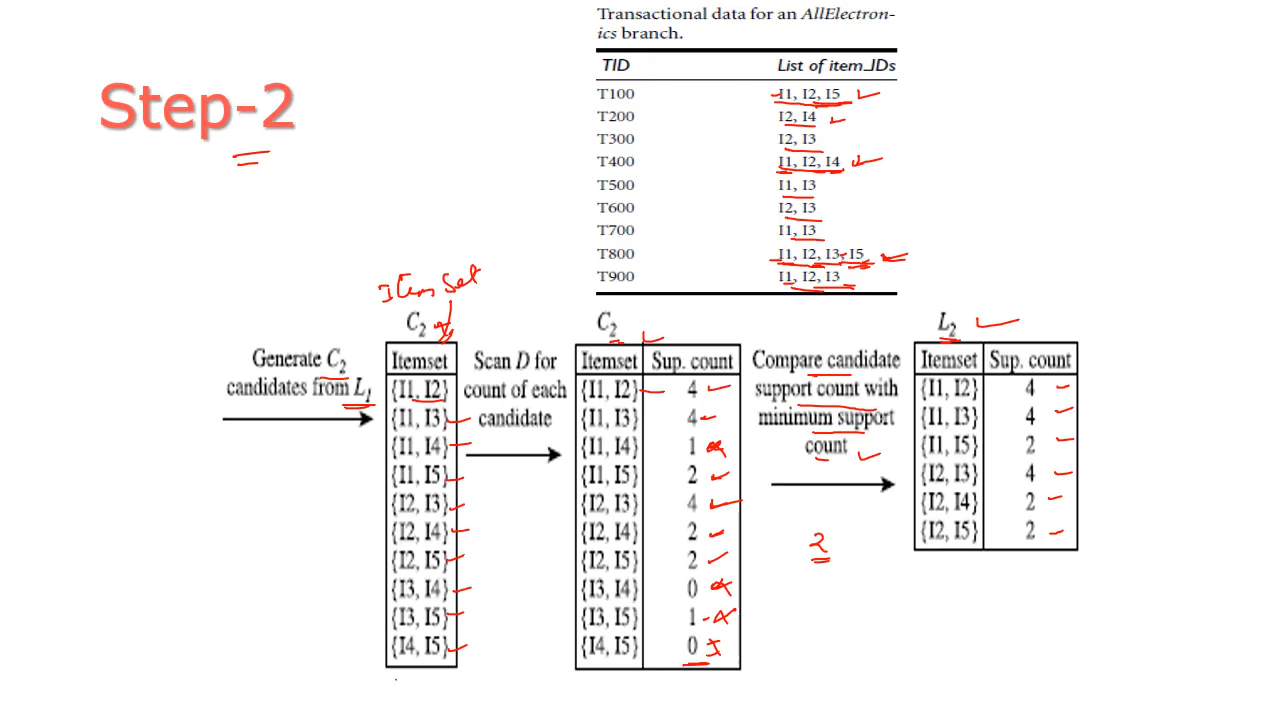 Transactional data for an AllElectron-
ics branch.
TID List of item_IDs
T100 I1, I2, I5
T200 I2, I4
T300 I2, I3
T400 I1, I2, I4
T500 I1, I3
T600 I2, I3
T700 I1, I3
T800 I1, I2, I3, I5
T900 I1, I2, I3
Step-2
Item Set
C2
Generate C2
candidates from L1
Itemset
{I1, I2}
{I1, I3}
{I1, I4}
{I1, I5}
{I2, I3}
{I2, I4}
{I2, I5}
{I3, I4}
{I3, I5}
{I4, I5}
Scan D for
count of each
candidate
C2
Itemset Sup. count
{I1, I2} 4
{I1, I3} 4
{I1, I4} 1
{I1, I5} 2
{I2, I3} 4
{I2, I4} 2
{I2, I5} 2
{I3, I4} 0
{I3, I5} 1
{I4, I5} 0
Compare candidate
support count with
minimum support
count
2
L2
Itemset Sup. count
{I1, I2} 4
{I1, I3} 4
{I1, I5} 2
{I2, I3} 4
{I2, I4} 2
{I2, I5} 2